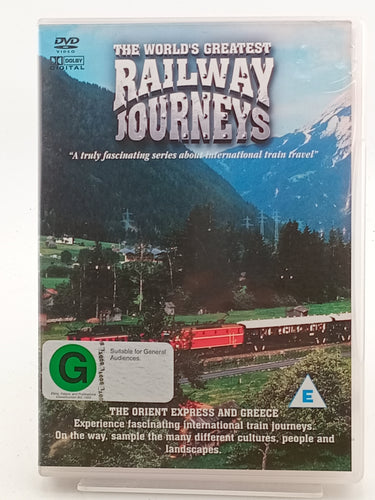 DVD
VIDEO
DOLBY
DIGITAL
THE WORLD'S GREATEST
RAILWAY
JOURNEYS
"A truly fascinating series about international train travel"
G
Suitable for General
Audiences.
E
THE ORIENT EXPRESS AND GREECE
Experience fascinating international train journeys.
On the way, sample the many different cultures, people and
landscapes.